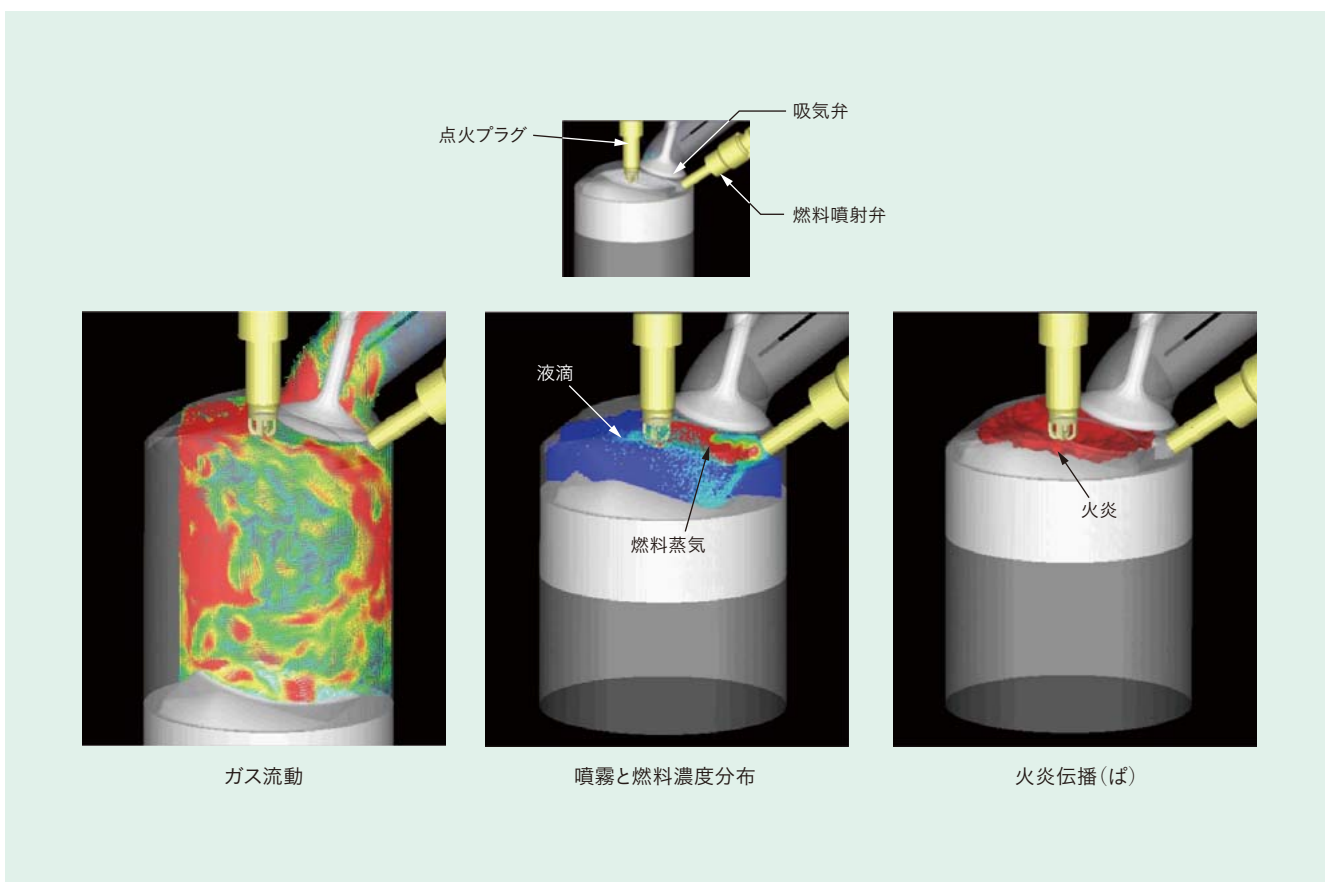 点火プラグ
吸気弁
燃料噴射弁
液滴
燃料蒸気
火炎
ガス流動
噴霧と燃料濃度分布
火炎伝播(ぱ)